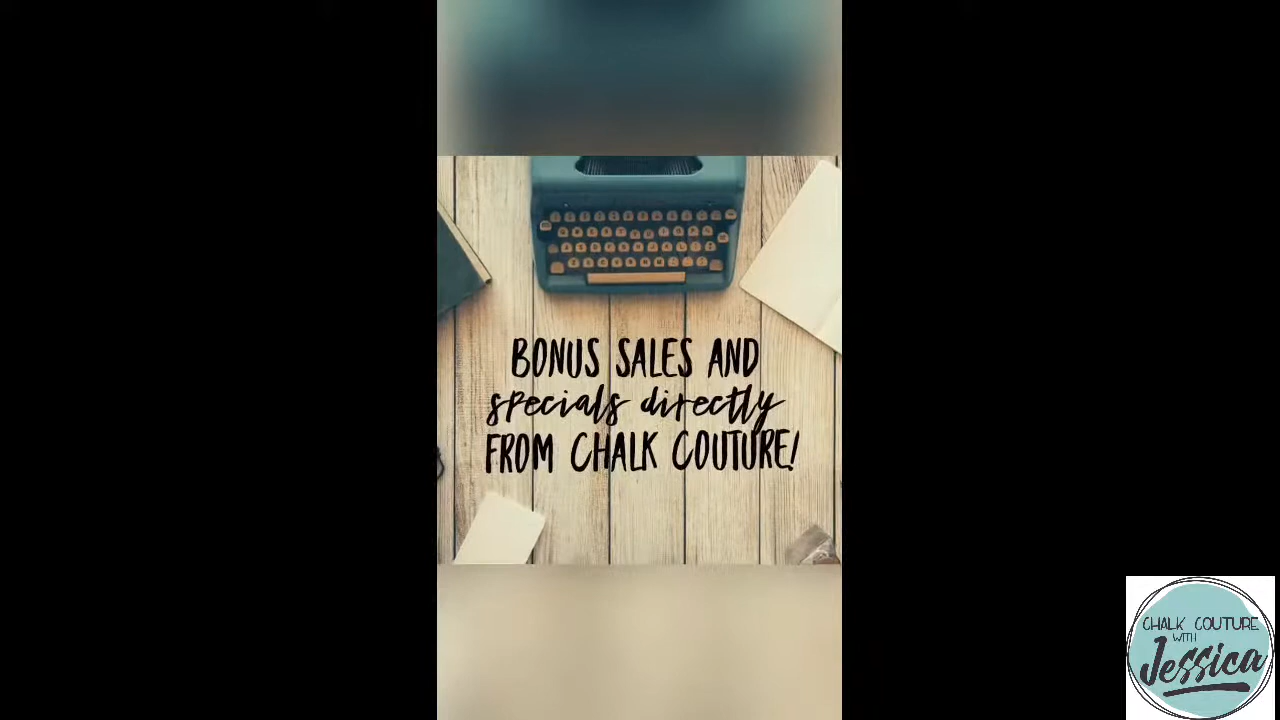 BONUS SALES AND
specials directly
FROM CHALK COUTURE!
CHALK COUTURE
WITH
Jessica